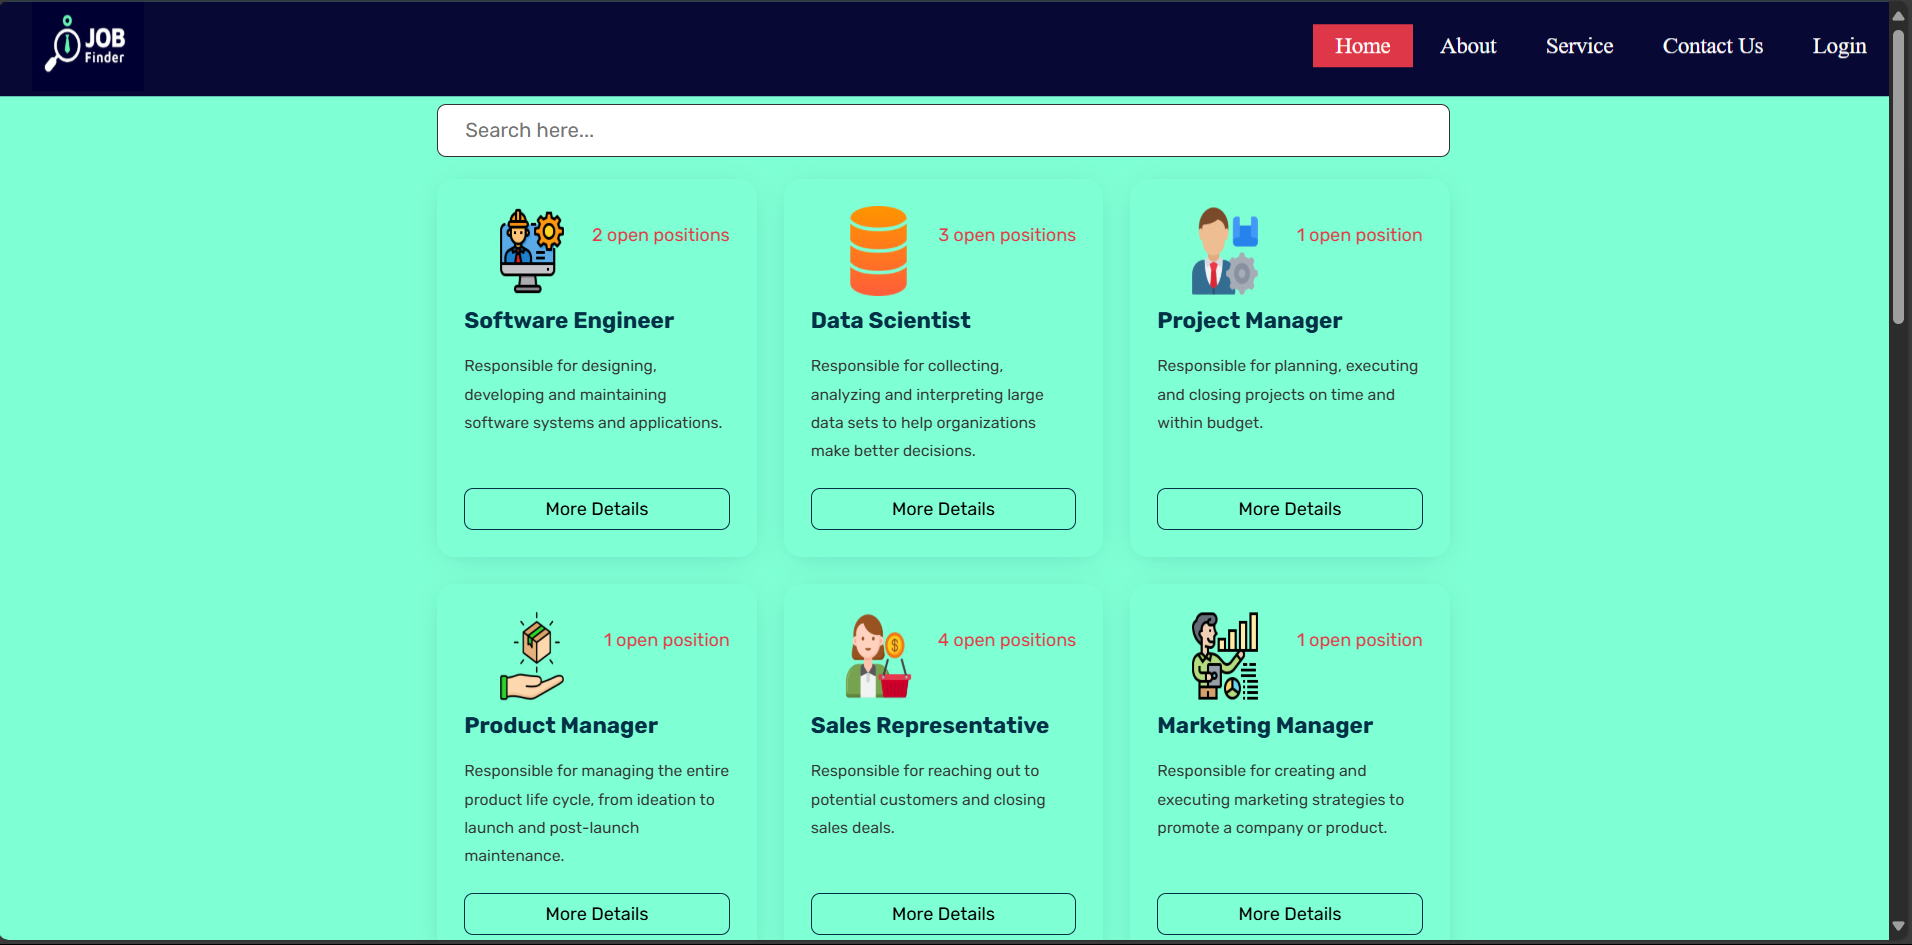 JOB
Finder
Home
About
Service
Contact Us
Login
Search here...
2 open positions
Software Engineer
Responsible for designing,
developing and maintaining
software systems and applications.
More Details
3 open positions
Data Scientist
Responsible for collecting,
analyzing and interpreting large
data sets to help organizations
make better decisions.
More Details
1 open position
Project Manager
Responsible for planning, executing
and closing projects on time and
within budget.
More Details
1 open position
Product Manager
Responsible for managing the entire
product life cycle, from ideation to
launch and post-launch
maintenance.
More Details
4 open positions
Sales Representative
Responsible for reaching out to
potential customers and closing
sales deals.
More Details
1 open position
Marketing Manager
Responsible for creating and
executing marketing strategies to
promote a company or product.
More Details